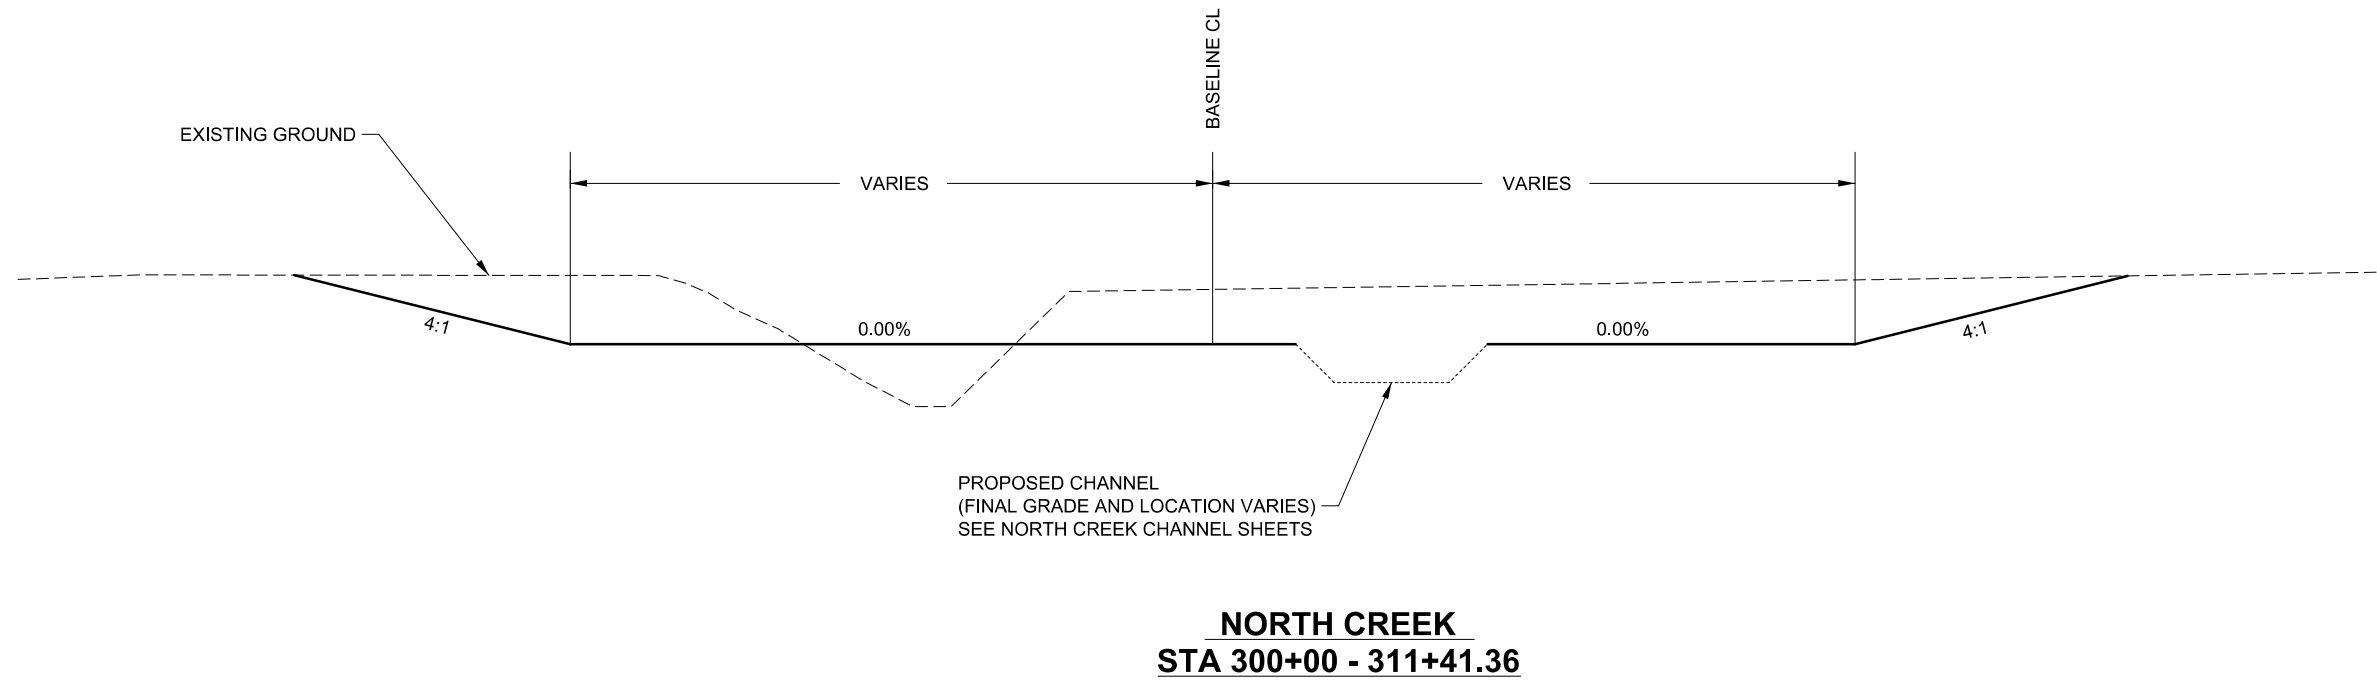 BASELINE CL
EXISTING GROUND
VARIES
VARIES
4:1
0.00%
0.00%
4:1
PROPOSED CHANNEL
(FINAL GRADE AND LOCATION VARIES)
SEE NORTH CREEK CHANNEL SHEETS
NORTH CREEK
STA 300+00 - 311+41.36